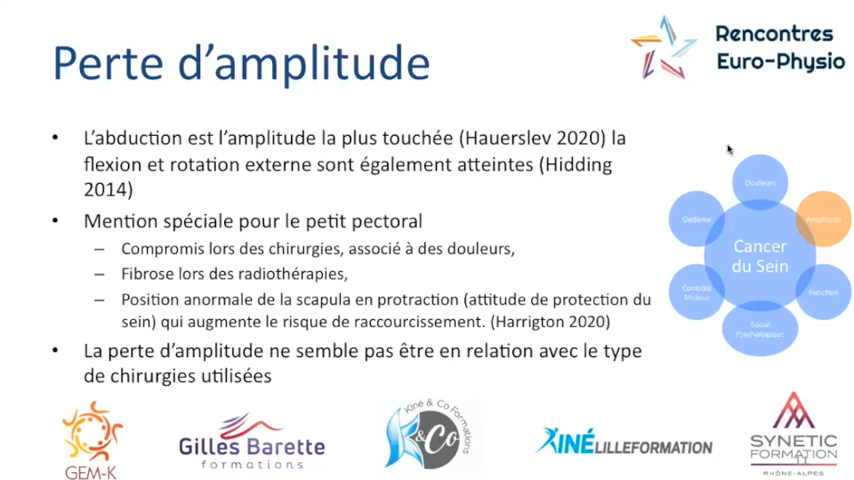 Perte d’amplitude
Rencontres
Euro-Physio
• L’abduction est l’amplitude la plus touchée (Hauerslev 2020) la
flexion et rotation externe sont également atteintes (Hidding
2014)
• Mention spéciale pour le petit pectoral
– Compromis lors des chirurgies, associé à des douleurs,
– Fibrose lors des radiothérapies,
– Position anormale de la scapula en protraction (attitude de protection du
sein) qui augmente le risque de raccourcissement. (Harrigton 2020)
• La perte d’amplitude ne semble pas être en relation avec le type
de chirurgies utilisées
Douleurs
Oedème
Amplitude
Cancer
du Sein
Contrôle
Moteur
Fonction
Social
Psychologique
GEM-K
Gilles Barette
formations
Kiné & Co Formations
K&Co
KINÉLILLEFORMATION
SYNETIC
FORMATION
RHÔNE-ALPES